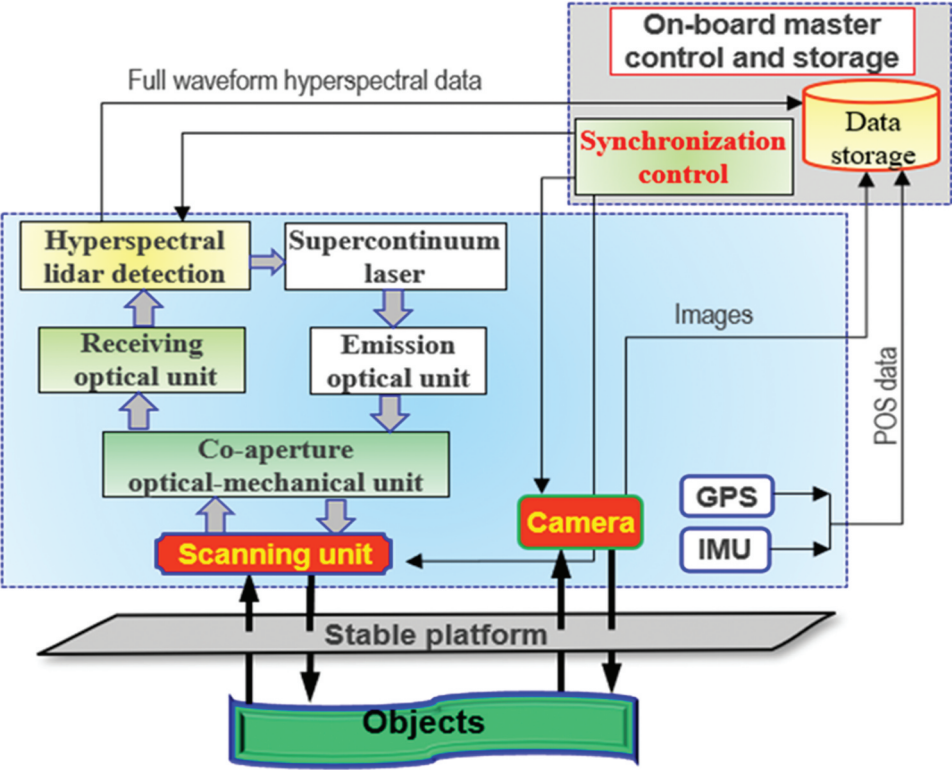 On-board master
control and storage
Full waveform hyperspectral data
Data
storage
Synchronization
control
Hyperspectral
lidar detection
Supercontinuum
laser
Receiving
optical unit
Emission
optical unit
Images
POS data
Co-aperture
optical-mechanical unit
GPS
Camera
IMU
Scanning unit
Stable platform
Objects